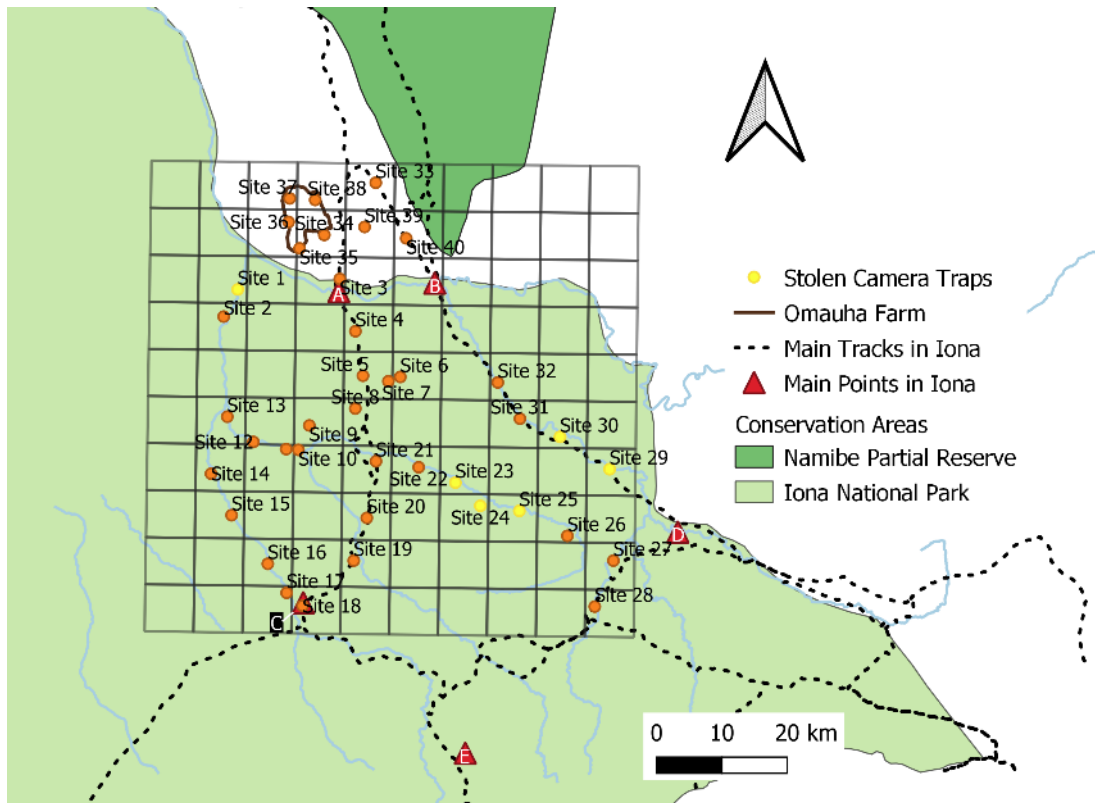 Site 33
Site 37
Site 38
Site 36
Site 34
Site 39
Site 40
Site 35
Site 1
Site 3
A
B
Site 2
Site 4
Site 5
Site 6
Site 7
Site 32
Site 8
Site 31
Site 13
Site 9
Site 30
Site 12
Site 10
Site 21
Site 29
Site 14
Site 22
Site 23
Site 15
Site 20
Site 24
Site 25
Site 26
D
Site 16
Site 19
Site 27
Site 17
Site 18
Site 28
C
E
Stolen Camera Traps
Omauha Farm
Main Tracks in Iona
Main Points in Iona
Conservation Areas
Namibe Partial Reserve
Iona National Park
0 10 20 km